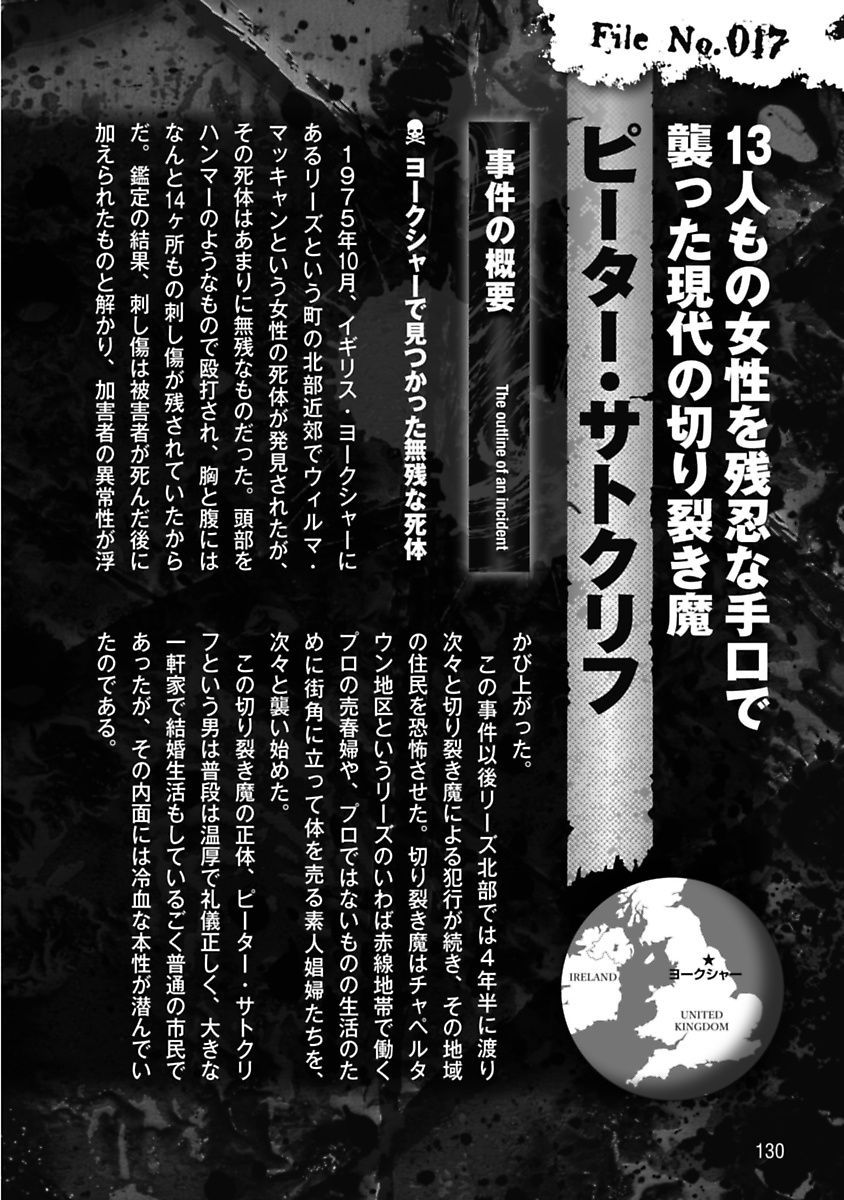 File No.017
13人もの女性を残忍な手口で
襲った現代の切り裂き魔
ピーター・サトクリフ
事件の概要 The outline of an incident
ヨークシャーで見つかった無残な死体
1975年10月、イギリス・ヨークシャーに
あるリーズという町の北部近郊でウィルマ・
マッキャンという女性の死体が発見されたが、
その死体はあまりに無残なものだった。頭部を
ハンマーのようなもので殴打され、胸と腹には
なんと14ヶ所もの刺し傷が残されていたから
だ。鑑定の結果、刺し傷は被害者が死んだ後に
加えられたものと解かり、加害者の異常性が浮
かび上がった。
この事件以後リーズ北部では4年半に渡り
次々と切り裂き魔による犯行が続き、その地域
の住民を恐怖させた。切り裂き魔はチャペルタ
ウン地区というリーズのいわば赤線地帯で働く
プロの売春婦や、プロではないものの生活のた
めに街角に立って体を売る素人娼婦たちを、
次々と襲い始めた。
この切り裂き魔の正体、ピーター・サトクリ
フという男は普段は温厚で礼儀正しく、大きな
一軒家で結婚生活もしているごく普通の市民で
あったが、その内面には冷血な本性が潜んでい
たのである。
ヨークシャー
IRELAND
UNITED
KINGDOM
130